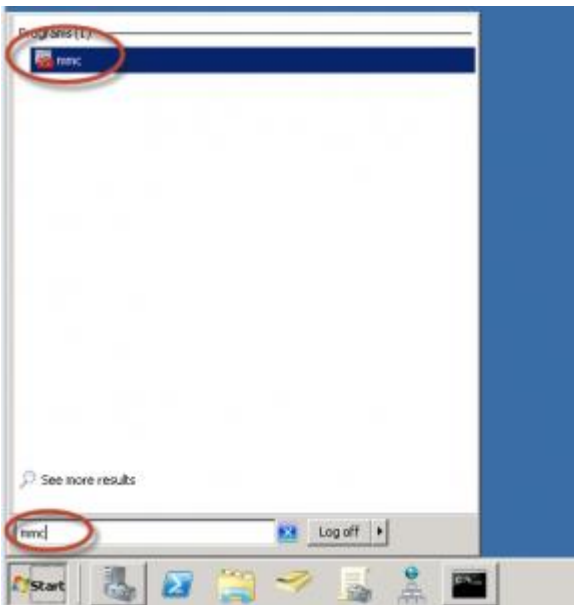 Programs (1)
mmc
See more results
mmc
Log off
Start